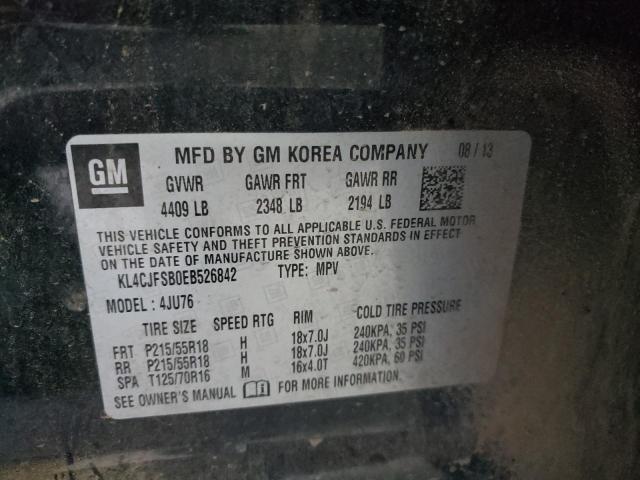 GM
MFD BY GM KOREA COMPANY 08 / 13
GVWR GAWR FRT GAWR RR
4409 LB 2348 LB 2194 LB
THIS VEHICLE CONFORMS TO ALL APPLICABLE U.S. FEDERAL MOTOR
VEHICLE SAFETY AND THEFT PREVENTION STANDARDS IN EFFECT
ON THE DATE OF MANUFACTURE SHOWN ABOVE.
KL4CJFSB0EB526842 TYPE: MPV
MODEL : 4JU76
TIRE SIZE SPEED RTG RIM COLD TIRE PRESSURE
FRT P215/55R18 H 18x7.0J 240KPA, 35 PSI
RR P215/55R18 H 18x7.0J 240KPA, 35 PSI
SPA T125/70R16 M 16x4.0T 420KPA, 60 PSI
SEE OWNER'S MANUAL FOR MORE INFORMATION